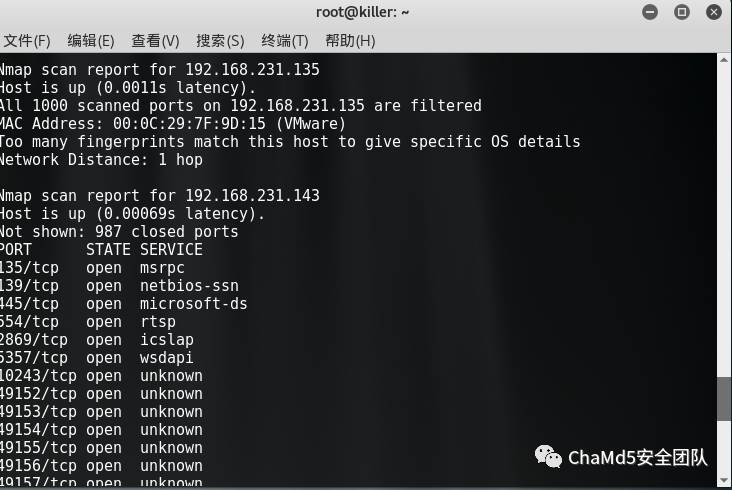 root@killer: ~
文件(F) 编辑(E) 查看(V) 搜索(S) 终端(T) 帮助(H)
Nmap scan report for 192.168.231.135
Host is up (0.0011s latency).
All 1000 scanned ports on 192.168.231.135 are filtered
MAC Address: 00:0C:29:7F:9D:15 (VMware)
Too many fingerprints match this host to give specific OS details
Network Distance: 1 hop
Nmap scan report for 192.168.231.143
Host is up (0.00069s latency).
Not shown: 987 closed ports
PORT STATE SERVICE
135/tcp open msrpc
139/tcp open netbios-ssn
445/tcp open microsoft-ds
554/tcp open rtsp
2869/tcp open icslap
5357/tcp open wsdapi
10243/tcp open unknown
49152/tcp open unknown
49153/tcp open unknown
49154/tcp open unknown
49155/tcp open unknown
49156/tcp open unknown
49157/tcp open unknown
ChaMd5安全团队